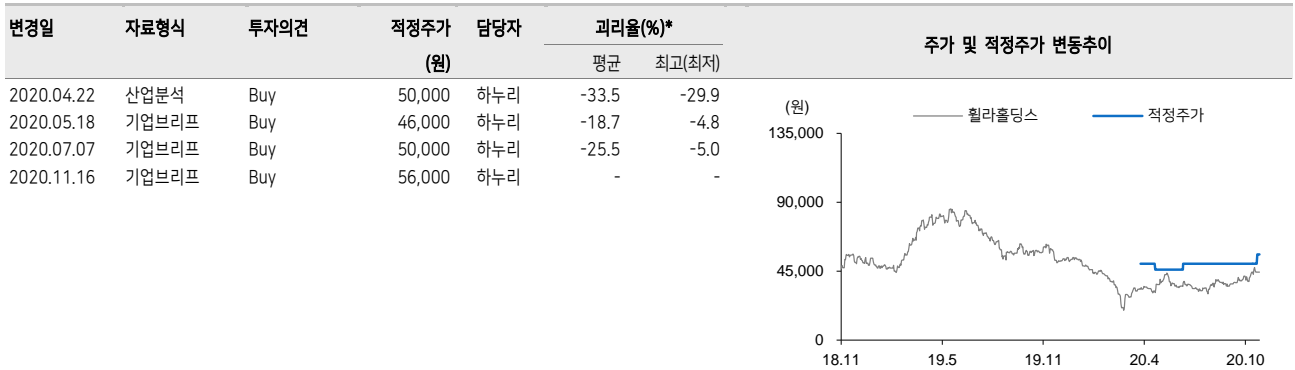 변경일 자료형식 투자의견 적정주가 담당자 괴리율(%)* 주가 및 적정주가 변동추이
(원) 평균 최고(최저)
2020.04.22 산업분석 Buy 50,000 하누리 -33.5 -29.9
2020.05.18 기업브리프 Buy 46,000 하누리 -18.7 -4.8
2020.07.07 기업브리프 Buy 50,000 하누리 -25.5 -5.0
2020.11.16 기업브리프 Buy 56,000 하누리 - -
(원) 휠라홀딩스 적정주가
135,000
90,000
45,000
0
18.11 19.5 19.11 20.4 20.10